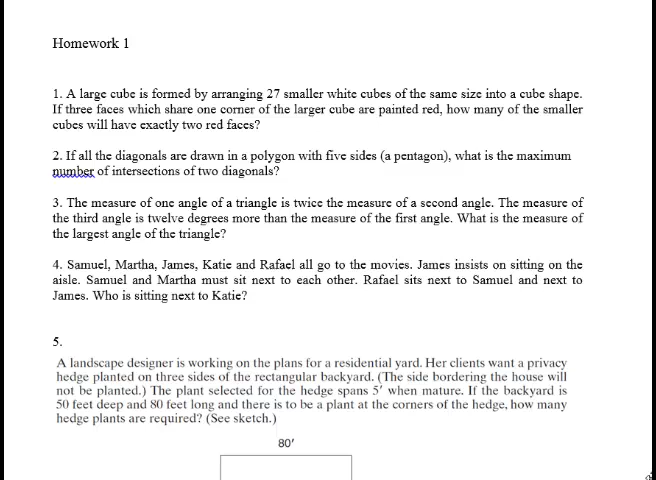 Homework 1
1. A large cube is formed by arranging 27 smaller white cubes of the same size into a cube shape.
If three faces which share one corner of the larger cube are painted red, how many of the smaller
cubes will have exactly two red faces?
2. If all the diagonals are drawn in a polygon with five sides (a pentagon), what is the maximum
number of intersections of two diagonals?
3. The measure of one angle of a triangle is twice the measure of a second angle. The measure of
the third angle is twelve degrees more than the measure of the first angle. What is the measure of
the largest angle of the triangle?
4. Samuel, Martha, James, Katie and Rafael all go to the movies. James insists on sitting on the
aisle. Samuel and Martha must sit next to each other. Rafael sits next to Samuel and next to
James. Who is sitting next to Katie?
5.
A landscape designer is working on the plans for a residential yard. Her clients want a privacy
hedge planted on three sides of the rectangular backyard. (The side bordering the house will
not be planted.) The plant selected for the hedge spans 5′ when mature. If the backyard is
50 feet deep and 80 feet long and there is to be a plant at the corners of the hedge, how many
hedge plants are required? (See sketch.)
80′